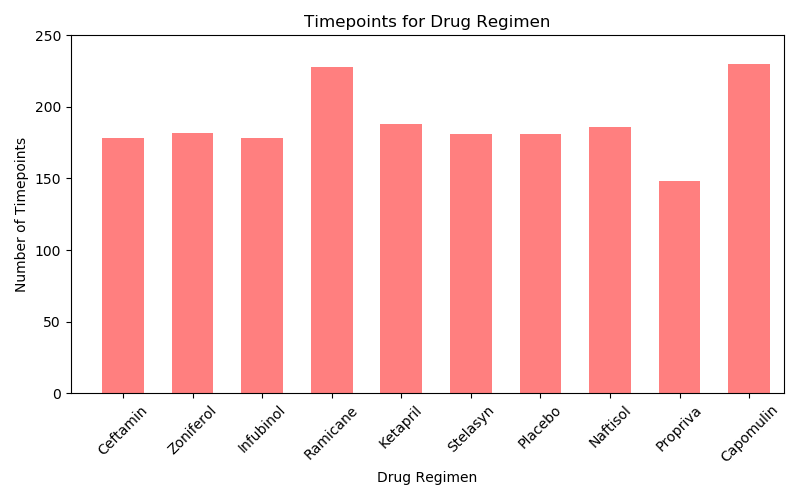 Timepoints for Drug Regimen
250
200
150
100
50
0
Number of Timepoints
Ceftamin
Zoniferol
Infubinol
Ramicane
Ketapril
Stelasyn
Placebo
Naftisol
Propriva
Capomulin
Drug Regimen